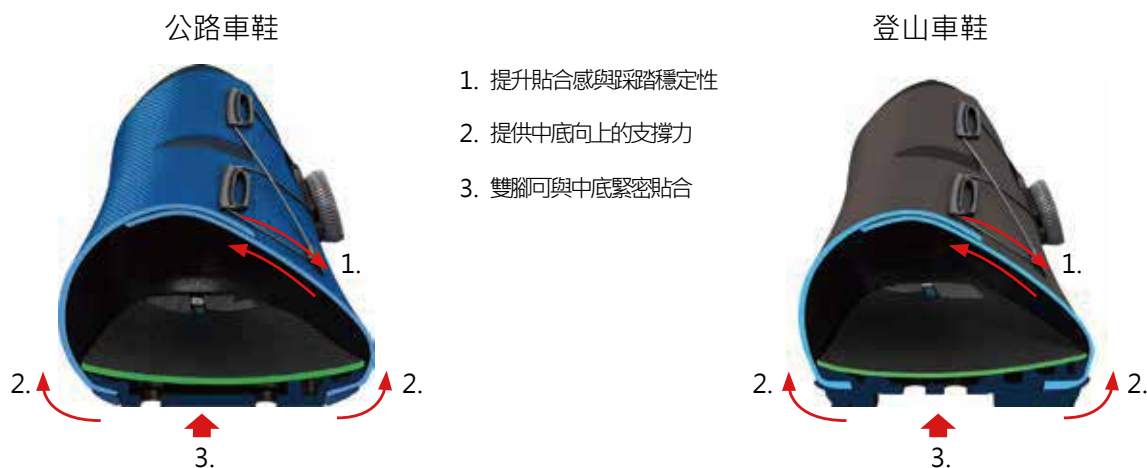 公路車鞋
登山車鞋
1. 提升貼合感與踩踏穩定性
2. 提供中底向上的支撐力
3. 雙腳可與中底緊密貼合
1.
2.
2.
3.
1.
2.
2.
3.